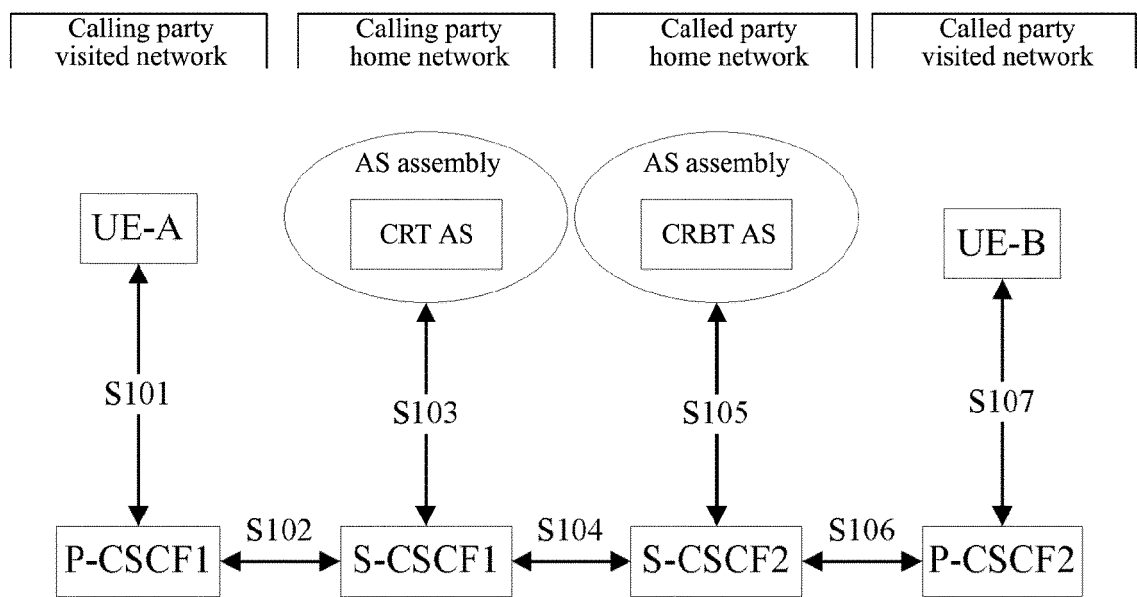 Calling party
visited network
Calling party
home network
Called party
home network
Called party
visited network
AS assembly
AS assembly
UE-A
CRT AS
CRBT AS
UE-B
S101
S103
S105
S107
S102
S104
S106
P-CSCF1
S-CSCF1
S-CSCF2
P-CSCF2